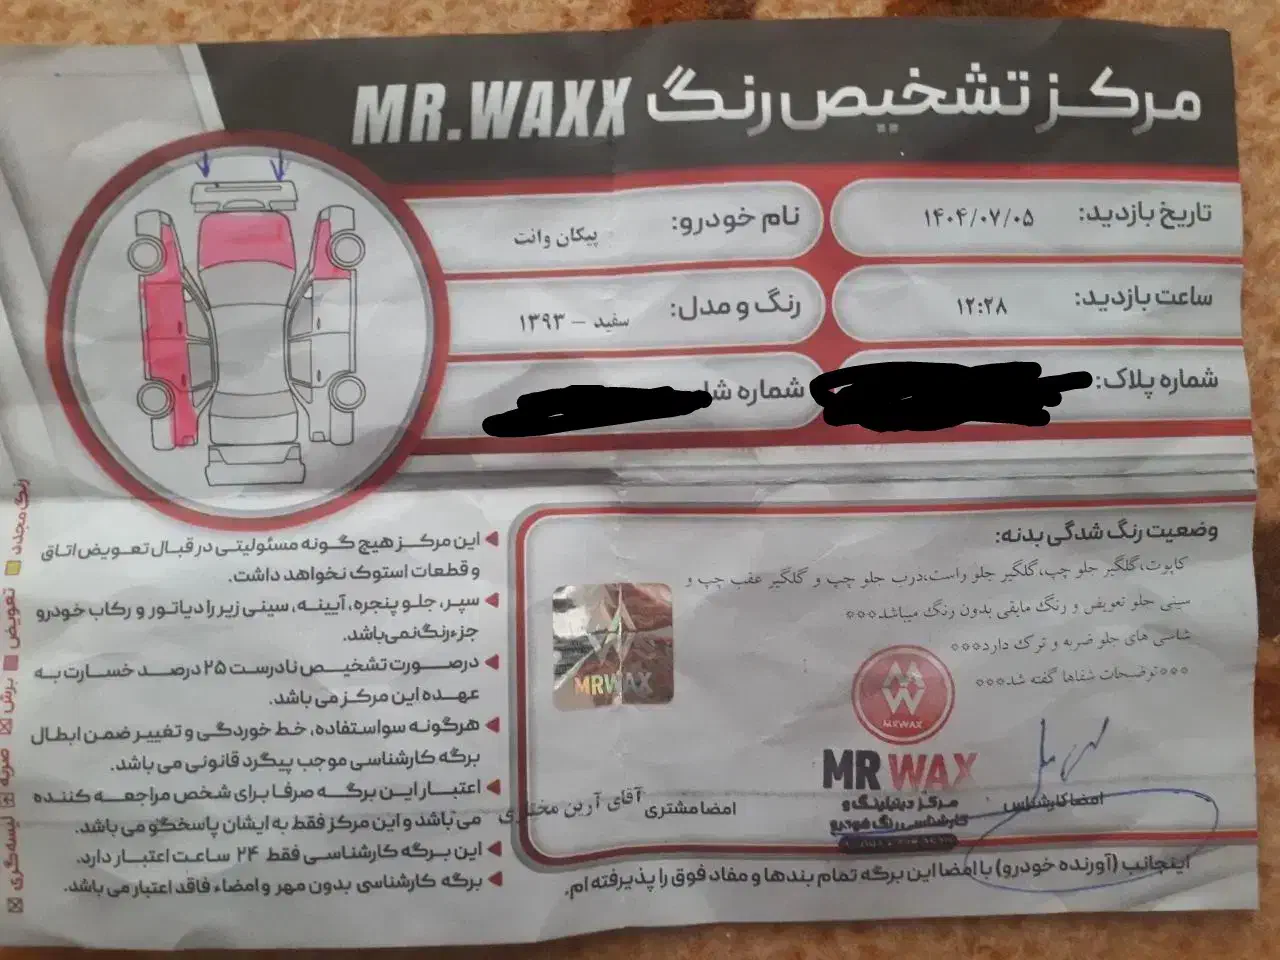 مرکز تشخیص رنگ MR.WAXX
تاریخ بازدید: ۱۴۰۴/۰۷/۰۵
نام خودرو: پیکان وانت
ساعت بازدید: ۱۲:۲۸
رنگ و مدل: سفید - ۱۳۹۳
شماره پلاک:
شماره
وضعیت رنگ شدگی بدنه:
کاپوت،گلگیر جلو چپ،گلگیر جلو راست،درب جلو چپ و گلگیر عقب چپ و
سینی جلو تعویض و رنگ مابقی بدون رنگ میباشد***
شاسی های جلو ضربه و ترک دارد***
***توضیحات شفاها گفته شد***
MRWAX
MRWAX
MR WAX
مرکز دیتیلینگ و
کارشناسی رنگ خودرو
امضا کارشناس
امضا مشتری آقای آرین مختاری
اینجانب (آورنده خودرو) با امضا این برگه تمام بندها و مفاد فوق را پذیرفته ام.
این مرکز هیچ گونه مسئولیتی در قبال تعویض اتاق
و قطعات استوک نخواهد داشت.
سپر، جلو پنجره، آیینه، سینی زیر رادیاتور و رکاب خودرو
جزء رنگ نمی باشد.
درصورت تشخیص نادرست ۲۵ درصد خسارت به
عهده این مرکز می باشد.
هرگونه سواستفاده، خط خوردگی و تغییر ضمن ابطال
برگه کارشناسی موجب پیگرد قانونی می باشد.
اعتبار این برگه صرفا برای شخص مراجعه کننده
می باشد و این مرکز فقط به ایشان پاسخگو می باشد.
این برگه کارشناسی فقط ۲۴ ساعت اعتبار دارد.
برگه کارشناسی بدون مهر و امضاء فاقد اعتبار می باشد.
رنگ مجدد
تعویض
برش
ضربه
لیسه گری